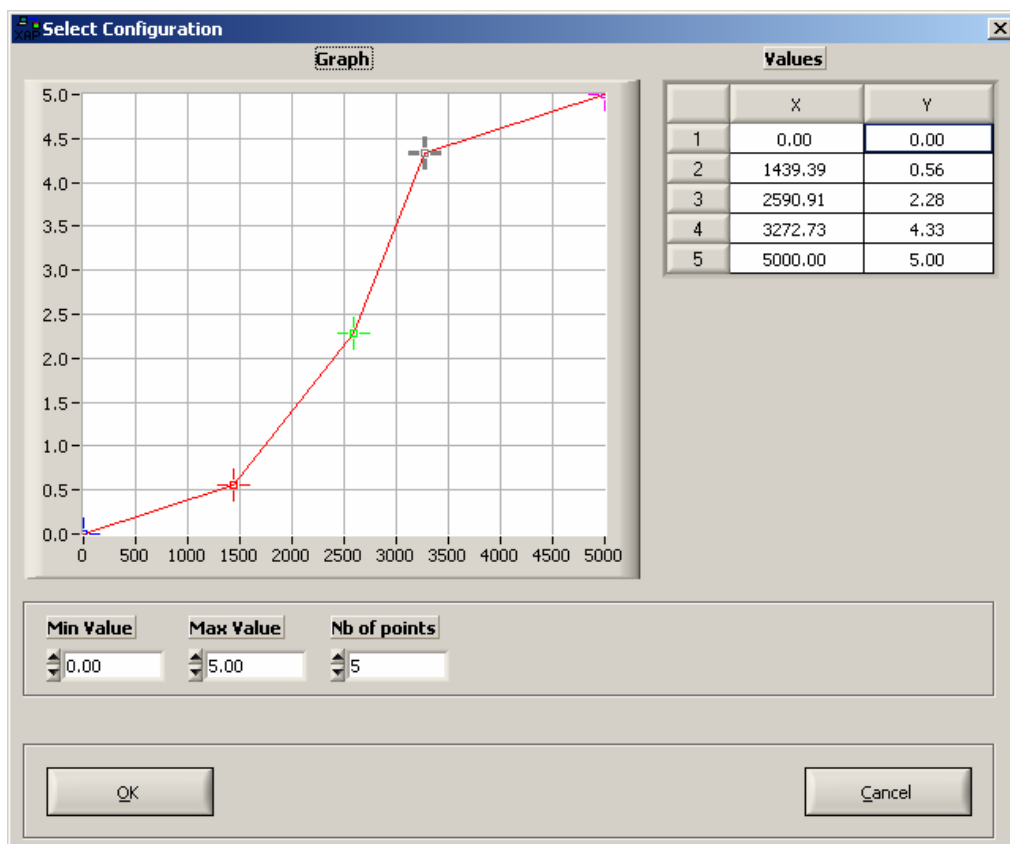 XAP Select Configuration
Graph
Values
5.0
4.5
4.0
3.5
3.0
2.5
2.0
1.5
1.0
0.5
0.0
0 500 1000 1500 2000 2500 3000 3500 4000 4500 5000
X Y
1 0.00 0.00
2 1439.39 0.56
3 2590.91 2.28
4 3272.73 4.33
5 5000.00 5.00
Min Value Max Value Nb of points
0.00 5.00 5
OK Cancel